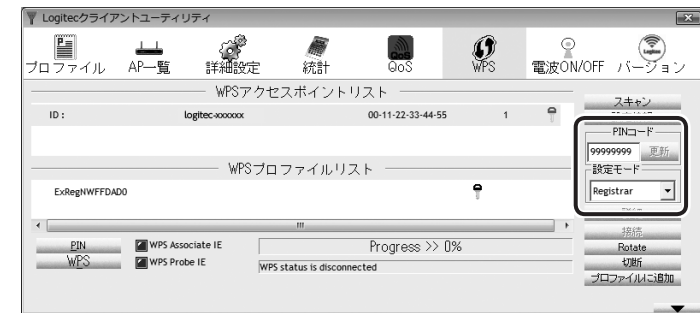 Logitecクライアントユーティリティ
プロファイル AP一覧 詳細設定 統計 QoS WPS 電波ON/OFF バージョン
WPSアクセスポイントリスト
スキャン
ID : logitec-xxxxxx 00-11-22-33-44-55 1
PINコード
99999999 更新
設定モード
Registrar
WPSプロファイルリスト
ExRegNWFFDAD0
接続
PIN WPS Associate IE Progress >> 0% Rotate
WPS WPS Probe IE WPS status is disconnected 切断
プロファイルに追加